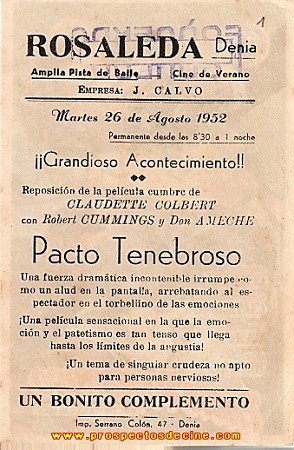 1
ROSALEDA Denia
Amplia Pista de Baile Cine de Verano
EMPRESA: J. CALVO
Martes 26 de Agosto 1952
Permanente desde las 8'30 a 1 noche
¡¡Grandioso Acontecimiento!!
Reposición de la película cumbre de
CLAUDETTE COLBERT
con Robert CUMMINGS y Don AMECHE
Pacto Tenebroso
Una fuerza dramática incontenible irrumpe co-
mo un alud en la pantalla, arrebatando al es-
pectador en el torbellino de las emociones
¡Una película sensacional en la que la emo-
ción y el patetismo es tan tenso que llega
hasta los límites de la angustia!
¡Un tema de singular crudeza no apto
para personas nerviosas!
UN BONITO COMPLEMENTO
Imp. Serrano Colón, 47 - Denia
www.prospectosdecine.com